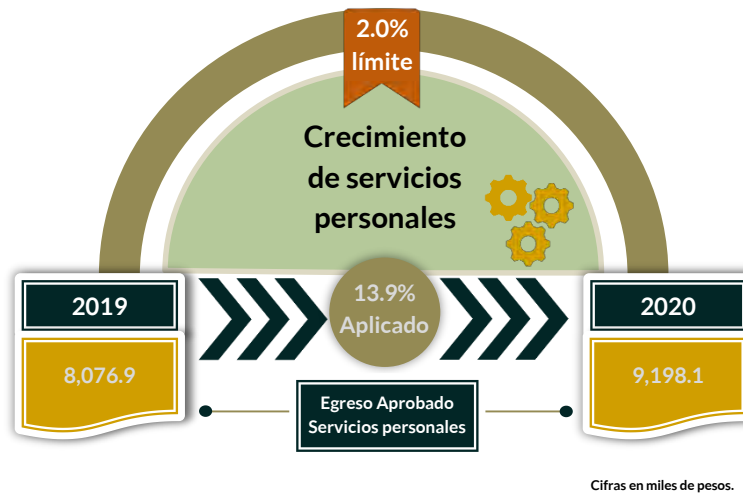 2.0%
límite
Crecimiento
de servicios
personales
2019
13.9%
Aplicado
2020
8,076.9
9,198.1
Egreso Aprobado
Servicios personales
Cifras en miles de pesos.